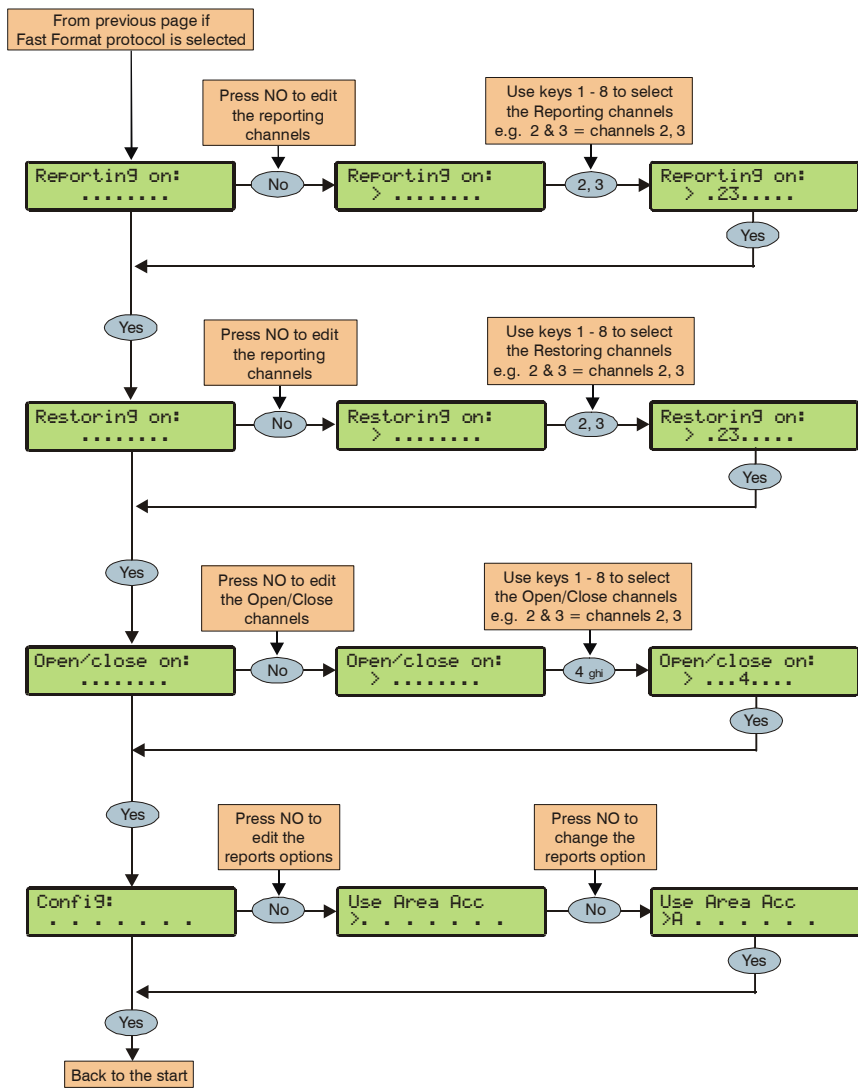 From previous page if
Fast Format protocol is selected
Press NO to edit
the reporting
channels
Use keys 1 - 8 to select
the Reporting channels
e.g. 2 & 3 = channels 2, 3
Reporting on:
........
No
Reporting on:
> ........
2, 3
Reporting on:
> .23.....
Yes
Yes
Press NO to edit
the reporting
channels
Use keys 1 - 8 to select
the Restoring channels
e.g. 2 & 3 = channels 2, 3
Restoring on:
........
No
Restoring on:
> ........
2, 3
Restoring on:
> .23.....
Yes
Yes
Press NO to edit
the Open/Close
channels
Use keys 1 - 8 to select
the Open/Close channels
e.g. 2 & 3 = channels 2, 3
Open/close on:
........
No
Open/close on:
> ........
4 ghi
Open/close on:
> ...4....
Yes
Yes
Press NO to
edit the
reports options
Press NO to
change the
reports option
Config:
. . . . . . .
No
Use Area Acc
>. . . . . . .
No
Use Area Acc
>A . . . . . .
Yes
Yes
Back to the start